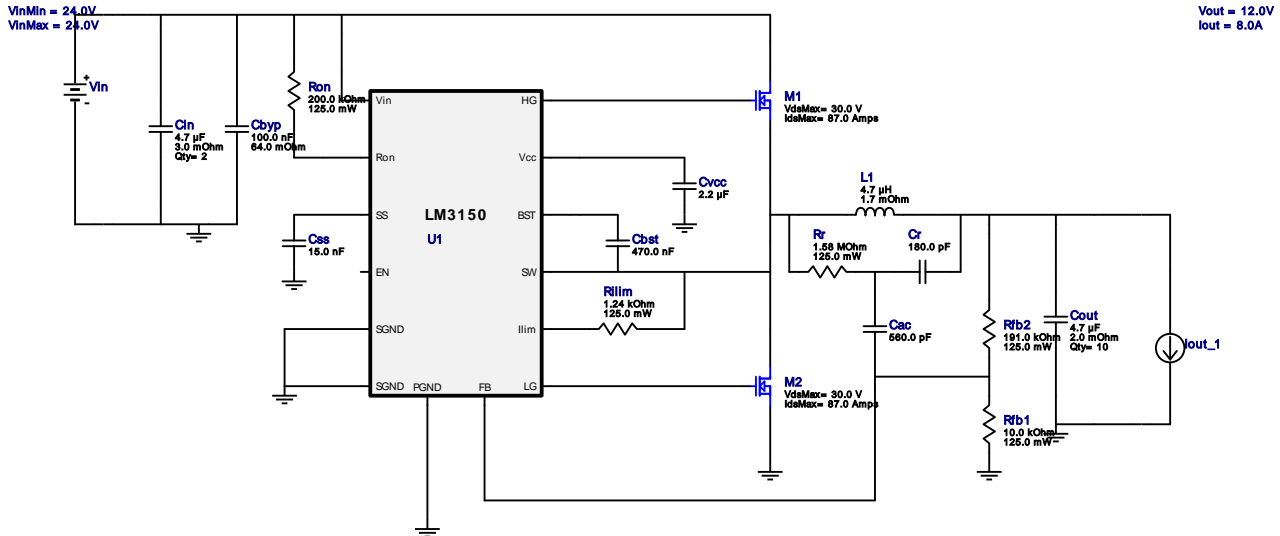 VinMin = 24.0V
VinMax = 24.0V
Vout = 12.0V
Iout = 8.0A
Vin
Cin
4.7 µF
3.0 mOhm
Qty= 2
Cbyp
100.0 nF
64.0 mOhm
Ron
200.0 kOhm
125.0 mW
Vin
Ron
SS
EN
SGND
SGND
PGND
FB
HG
Vcc
BST
SW
Ilim
LG
LM3150
U1
Css
15.0 nF
Cvcc
2.2 µF
Cbst
470.0 nF
Rilim
1.24 kOhm
125.0 mW
M1
VdsMax= 30.0 V
IdsMax= 87.0 Amps
M2
VdsMax= 30.0 V
IdsMax= 87.0 Amps
L1
4.7 µH
1.7 mOhm
Rr
1.58 MOhm
125.0 mW
Cr
180.0 pF
Cac
560.0 pF
Rfb2
191.0 kOhm
125.0 mW
Rfb1
10.0 kOhm
125.0 mW
Cout
4.7 µF
2.0 mOhm
Qty= 10
Iout_1